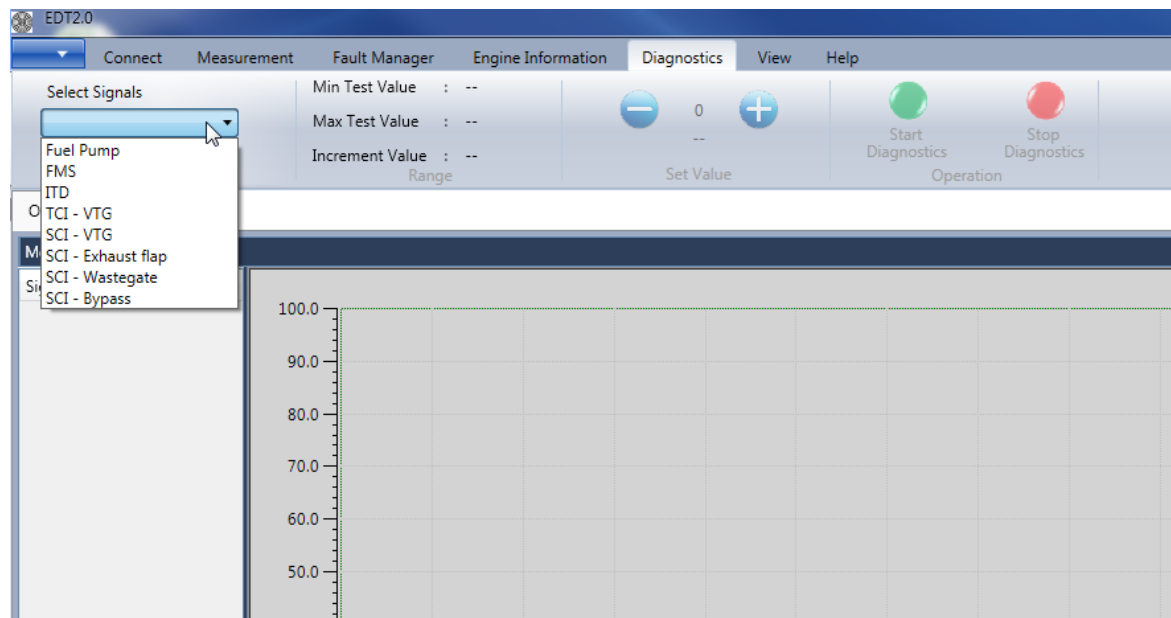 EDT2.0
Connect Measurement Fault Manager Engine Information Diagnostics View Help
Select Signals
Min Test Value : --
Max Test Value : --
Increment Value : --
Range
0
--
Set Value
Start Diagnostics
Stop Diagnostics
Operation
Fuel Pump
FMS
ITD
TCI - VTG
SCI - VTG
SCI - Exhaust flap
SCI - Wastegate
SCI - Bypass
100.0
90.0
80.0
70.0
60.0
50.0